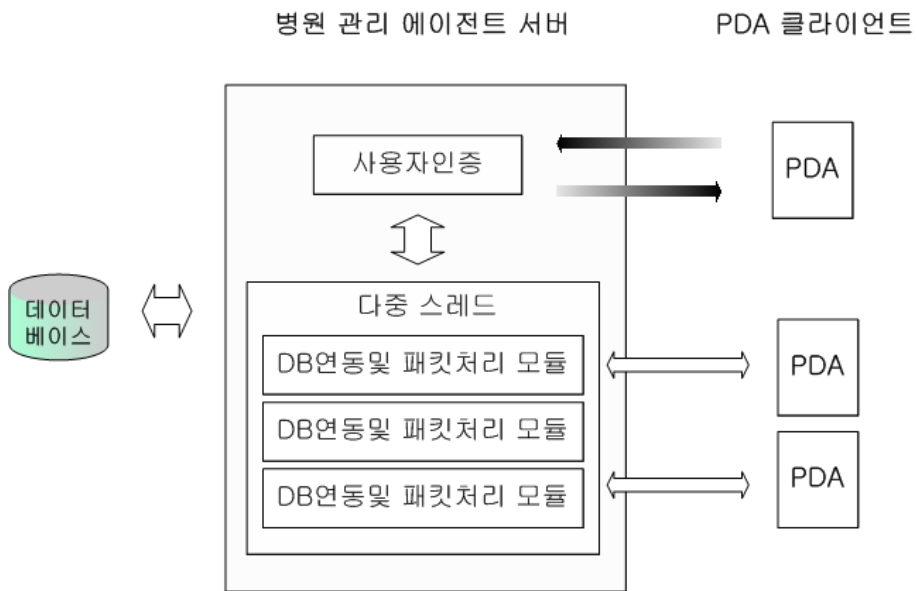 병원 관리 에이전트 서버
PDA 클라이언트
사용자인증
PDA
데이터
베이스
다중 스레드
DB연동및 패킷처리 모듈
PDA
DB연동및 패킷처리 모듈
DB연동및 패킷처리 모듈
PDA